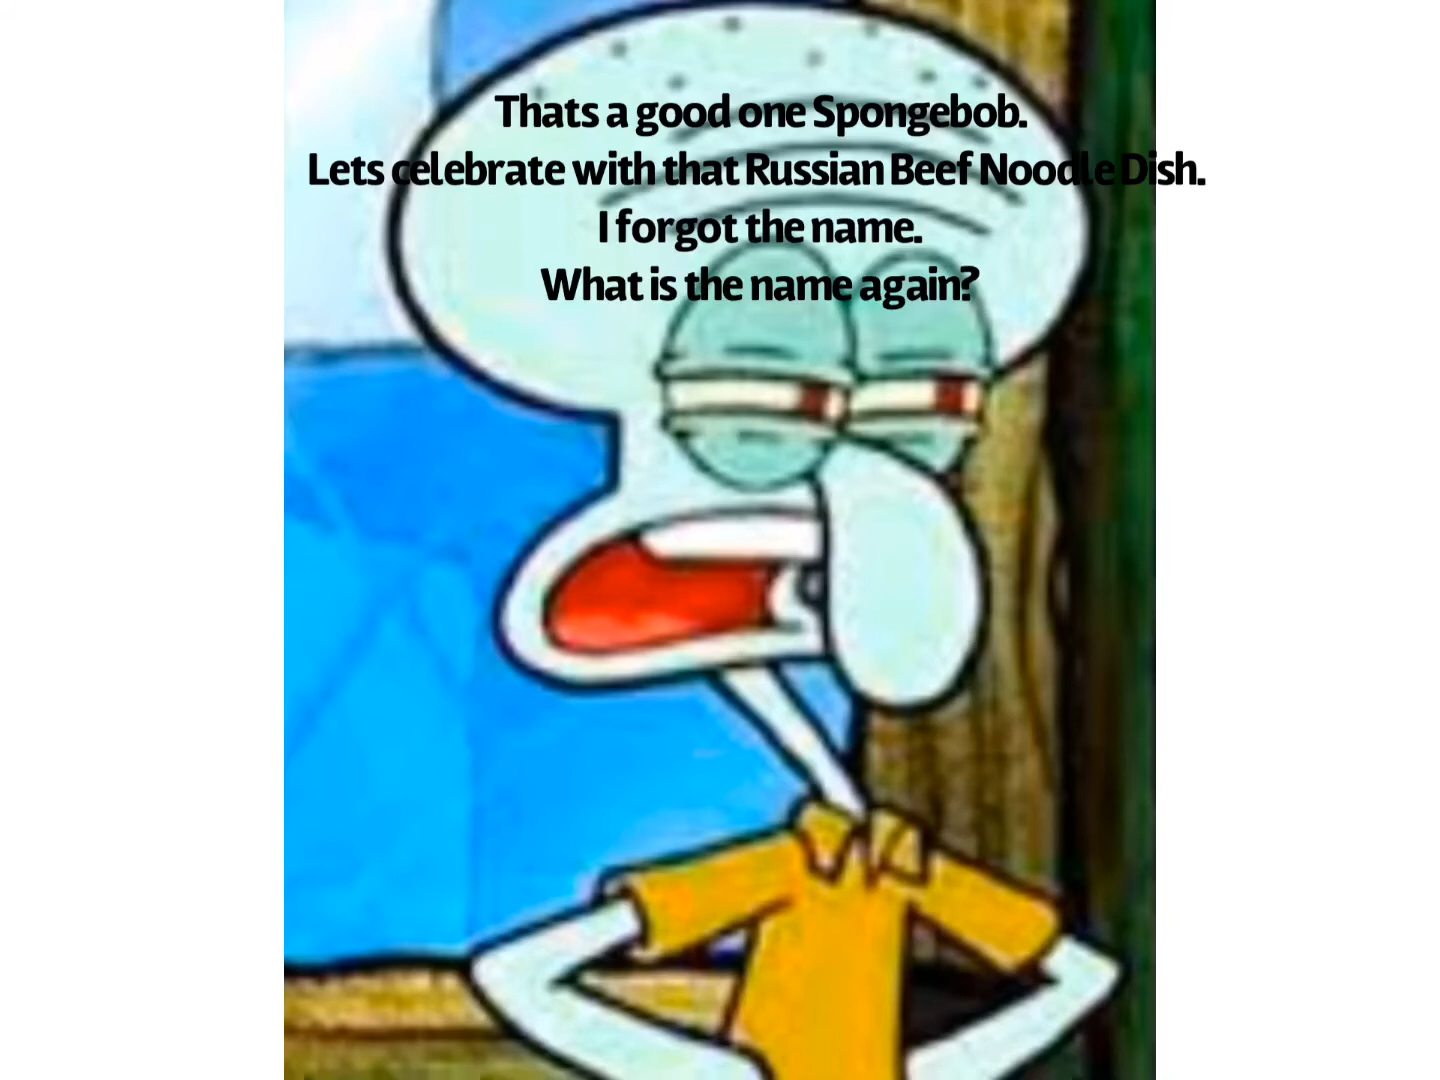 Thats a good one Spongebob.
Lets celebrate with that Russian Beef Noodle Dish.
I forgot the name.
What is the name again?